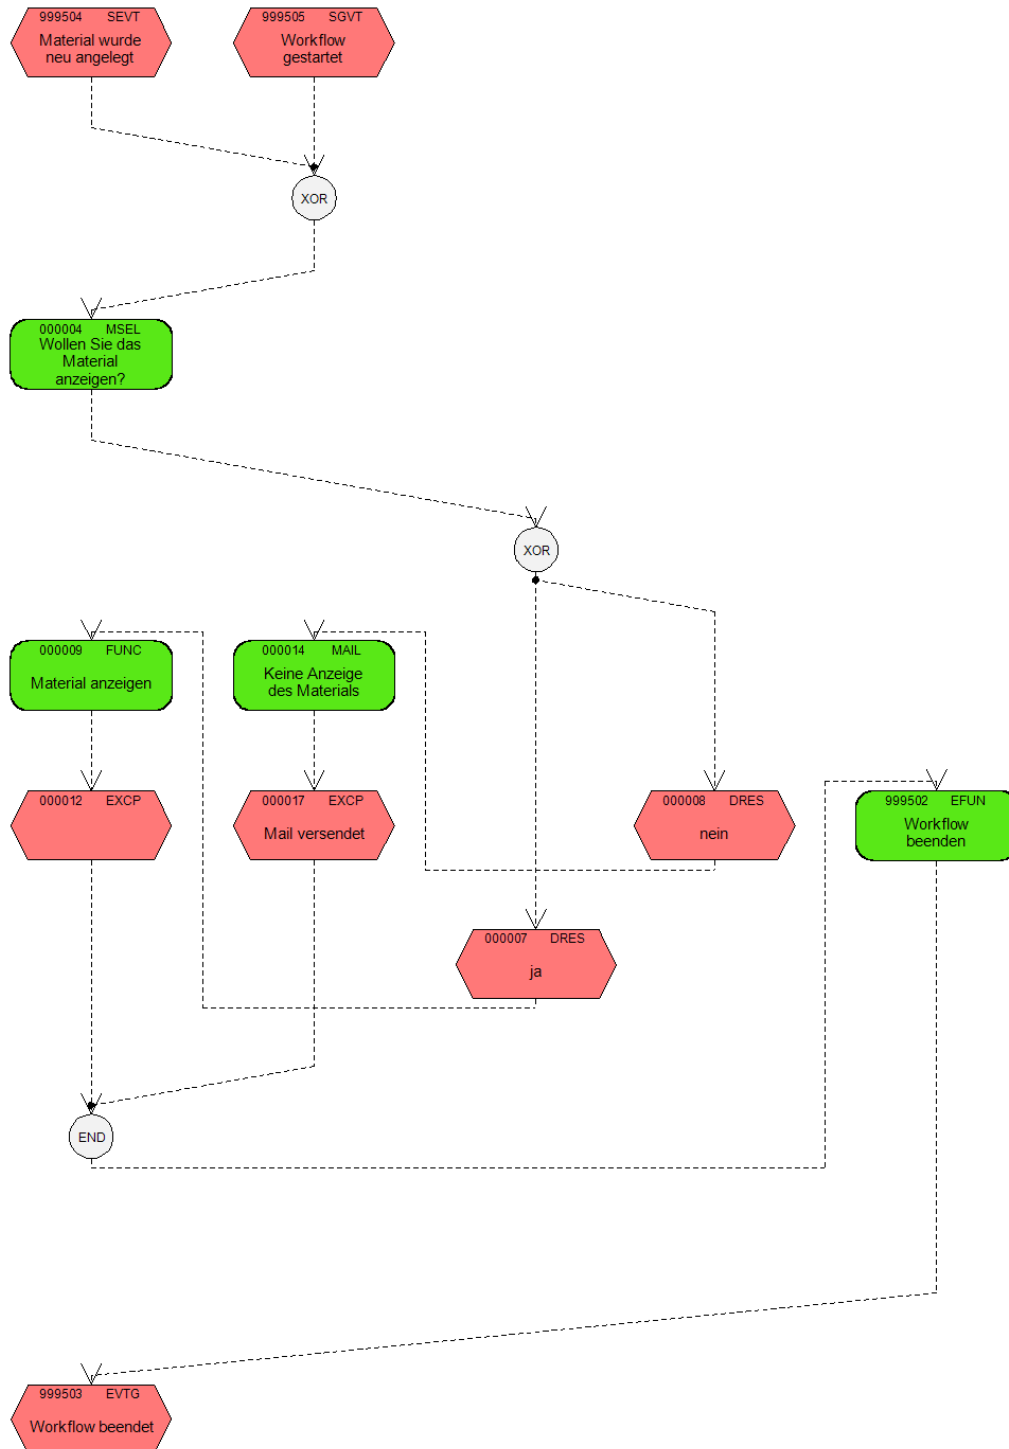 999504 SEVT
Material wurde
neu angelegt
999505 SGVT
Workflow
gestartet
XOR
000004 MSEL
Wollen Sie das
Material
anzeigen?
XOR
000009 FUNC
Material anzeigen
000014 MAIL
Keine Anzeige
des Materials
000012 EXCP
000017 EXCP
Mail versendet
000008 DRES
nein
999502 EFUN
Workflow
beenden
000007 DRES
ja
END
999503 EVTG
Workflow beendet